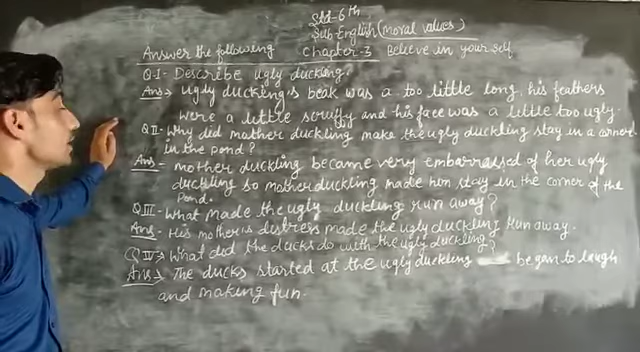 Std-6th
Sub-English (moral values)
Answer the following Chapter-3 Believe in yourself
Q.I- Describe ugly duckling?
Ans:- Ugly duckling's beak was a too little long, his feathers
were a little scruffy and his face was a little too ugly.
Q II- Why did mother duckling make the ugly duckling stay in a corner
in the pond?
Ans- mother duckling became very embarrased of her ugly
duckling so mother duckling made him stay in the corner of the
Pond.
Q III- What made the ugly duckling run away?
Ans- His mother's distress made the ugly duckling run away.
Q IV- What did the ducks do with the ugly duckling?
Ans- The ducks started at the ugly duckling began to laugh
and making fun.